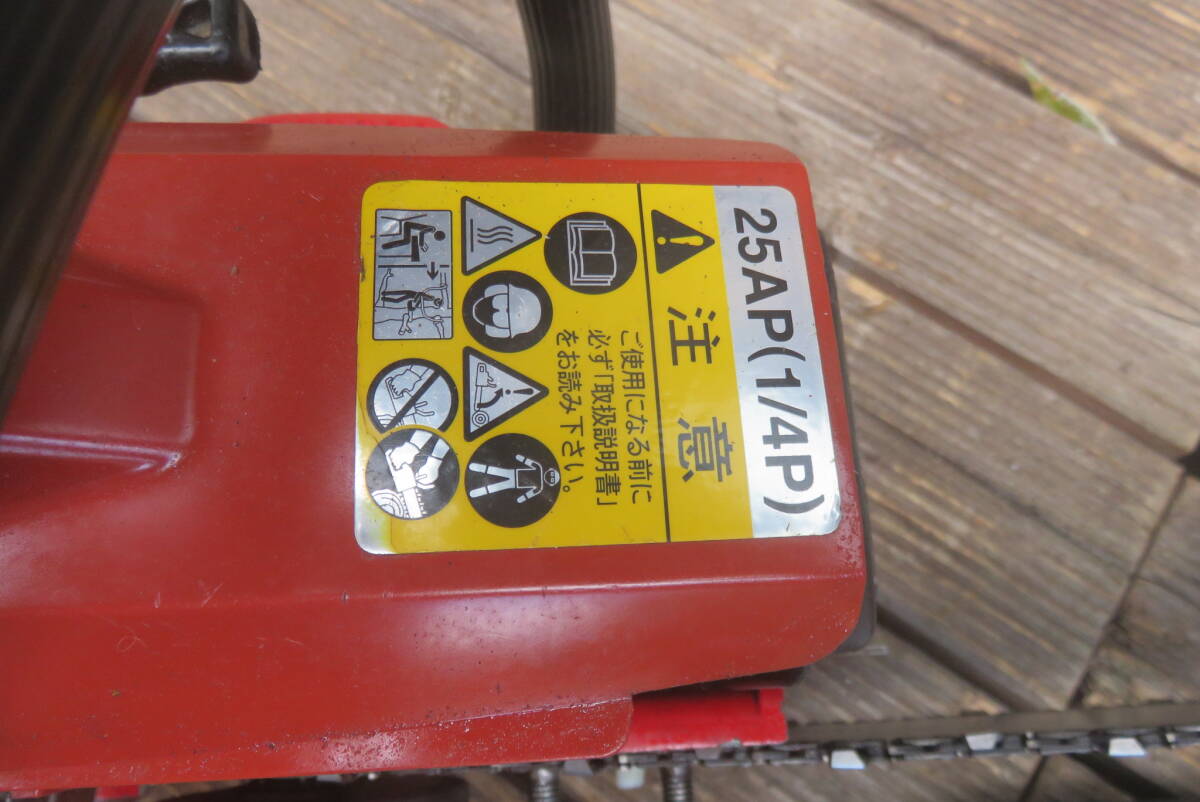 25AP(1/4P)
注意
ご使用になる前に
必ず「取扱説明書」
をお読み下さい。